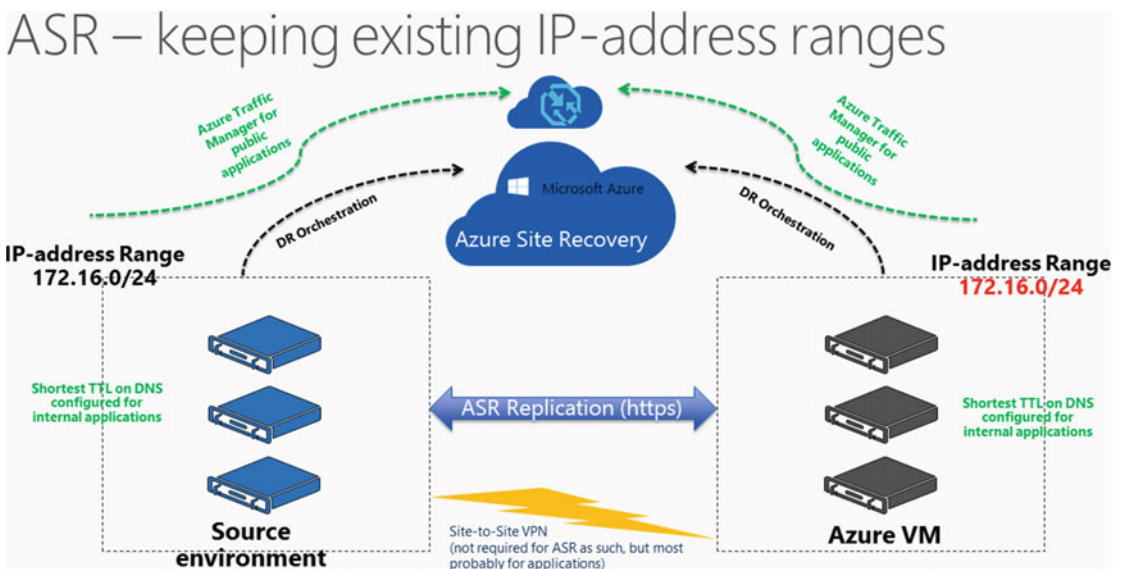 ASR – keeping existing IP-address ranges
Azure Traffic
Manager for
public
applications
Azure Traffic
Manager for
public
applications
DR Orchestration
DR Orchestration
Microsoft Azure
Azure Site Recovery
IP-address Range
172.16.0/24
IP-address Range
172.16.0/24
Shortest TTL on DNS
configured for
internal applications
ASR Replication (https)
Shortest TTL on DNS
configured for
internal applications
Source
environment
Site-to-Site VPN
(not required for ASR as such, but most
probably for applications)
Azure VM